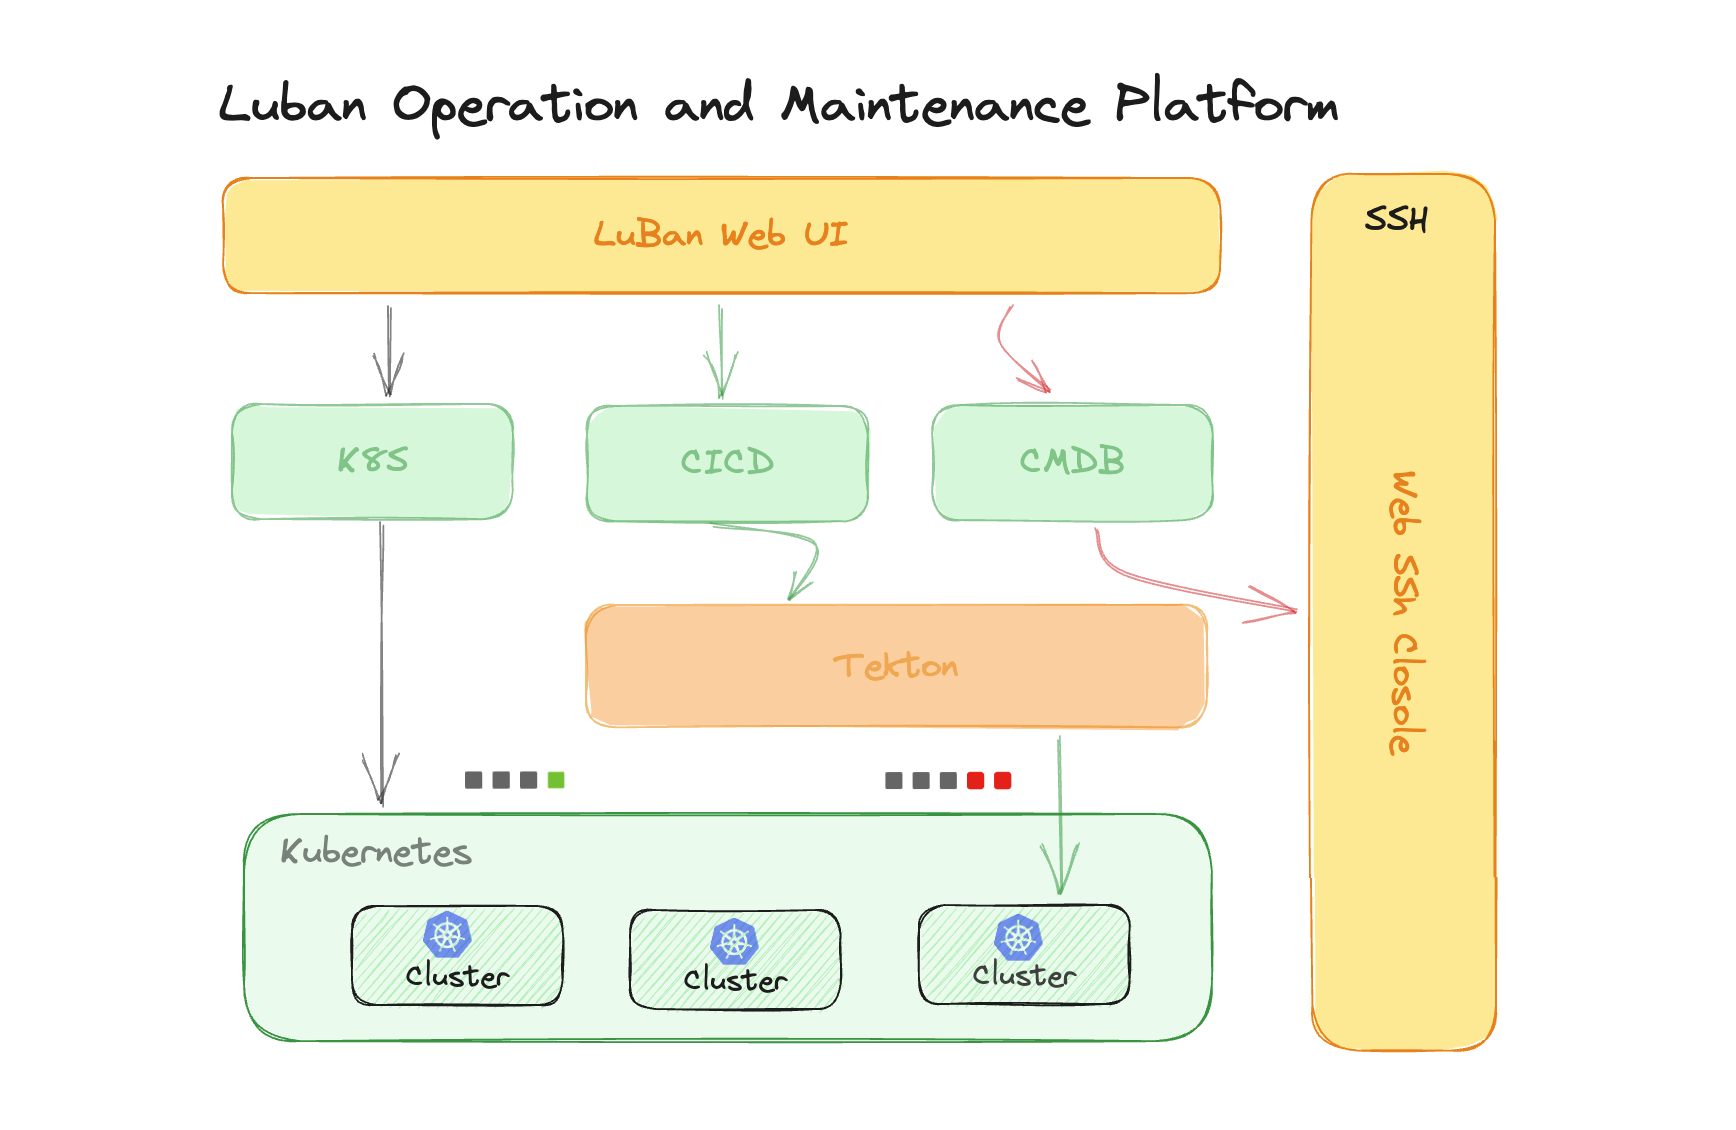 Luban Operation and Maintenance Platform
LuBan Web UI
SSH
K8S
CICD
CMDB
Web SSh Closole
Tekton
Kubernetes
Cluster
Cluster
Cluster